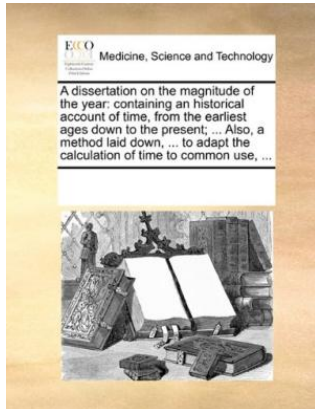 ECCO
Medicine, Science and Technology
A dissertation on the magnitude of
the year: containing an historical
account of time, from the earliest
ages down to the present; ... Also, a
method laid down, ... to adapt the
calculation of time to common use, ...